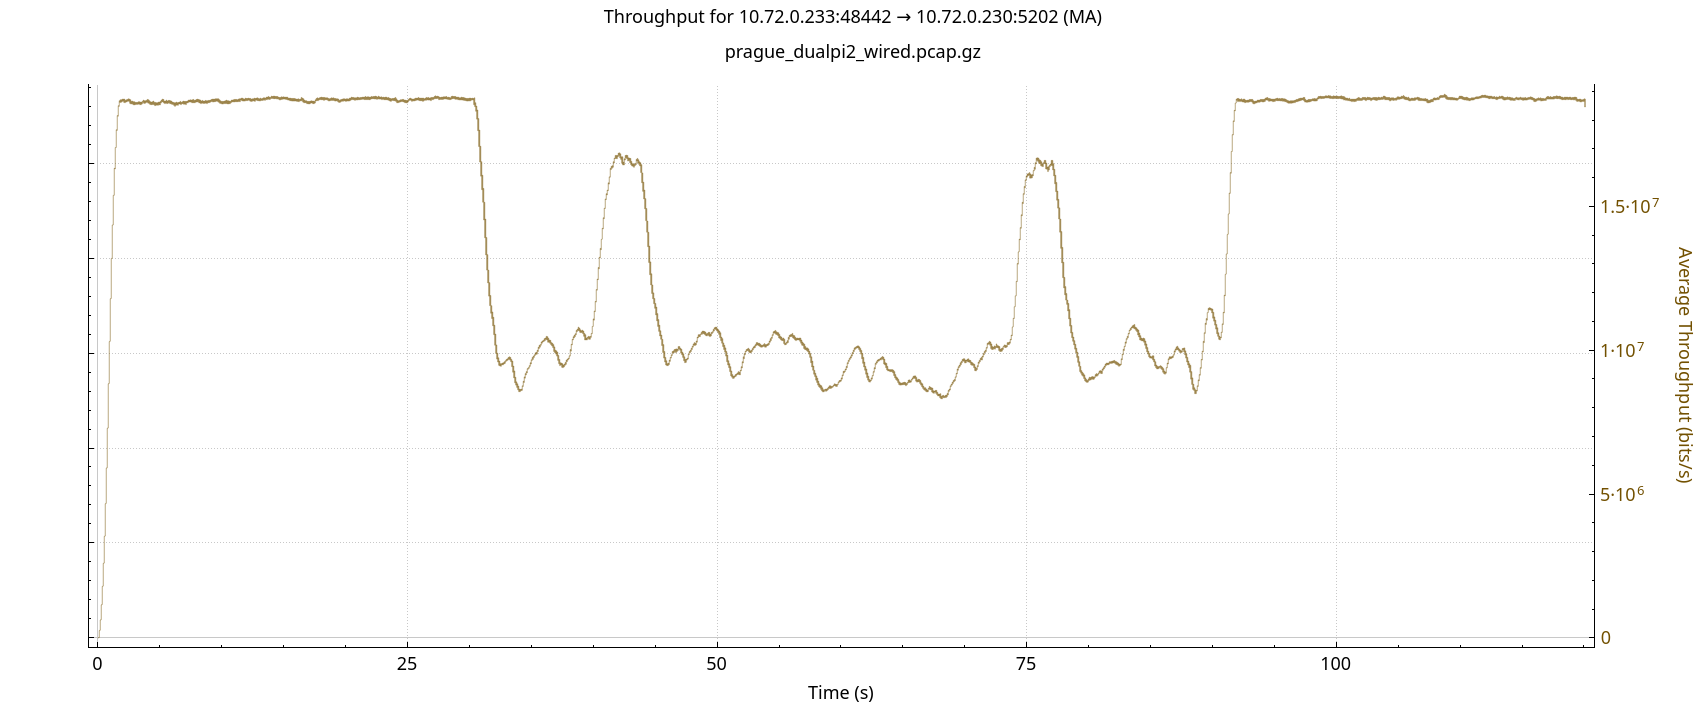 Throughput for 10.72.0.233:48442 → 10.72.0.230:5202 (MA)
prague_dualpi2_wired.pcap.gz
1.5·10⁷
1·10⁷
5·10⁶
0
Average Throughput (bits/s)
0 25 50 75 100
Time (s)